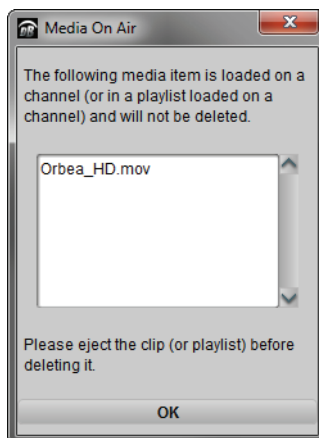 Media On Air
The following media item is loaded on a
channel (or in a playlist loaded on a
channel) and will not be deleted.
Orbea_HD.mov
Please eject the clip (or playlist) before
deleting it.
OK